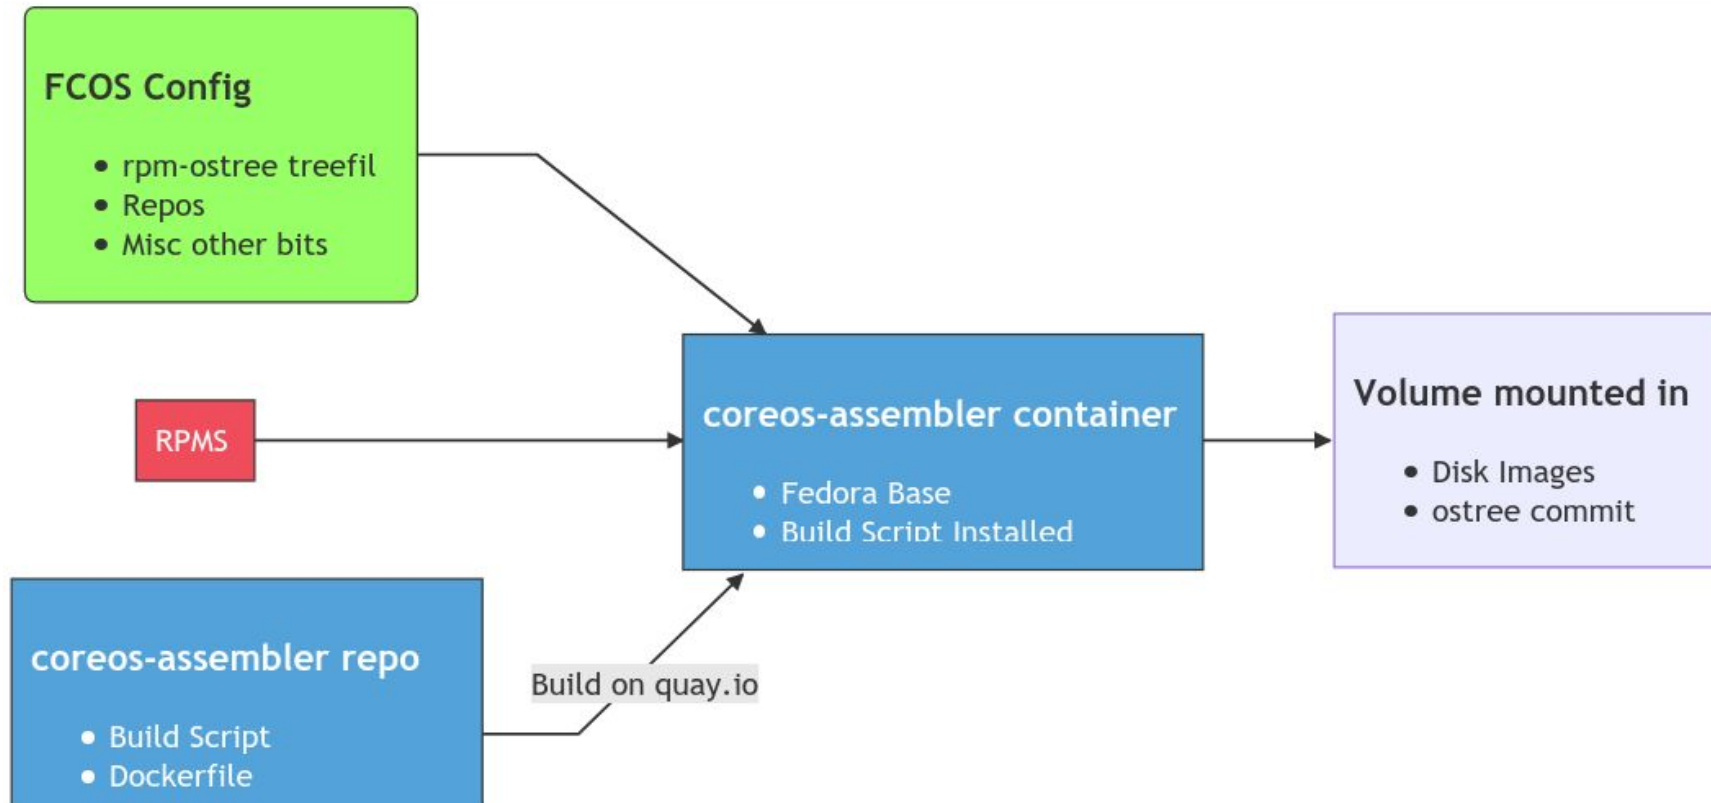 FCOS Config
• rpm-ostree treefil
• Repos
• Misc other bits
RPMS
coreos-assembler container
• Fedora Base
• Build Script Installed
Volume mounted in
• Disk Images
• ostree commit
coreos-assembler repo
• Build Script
• Dockerfile
Build on quay.io